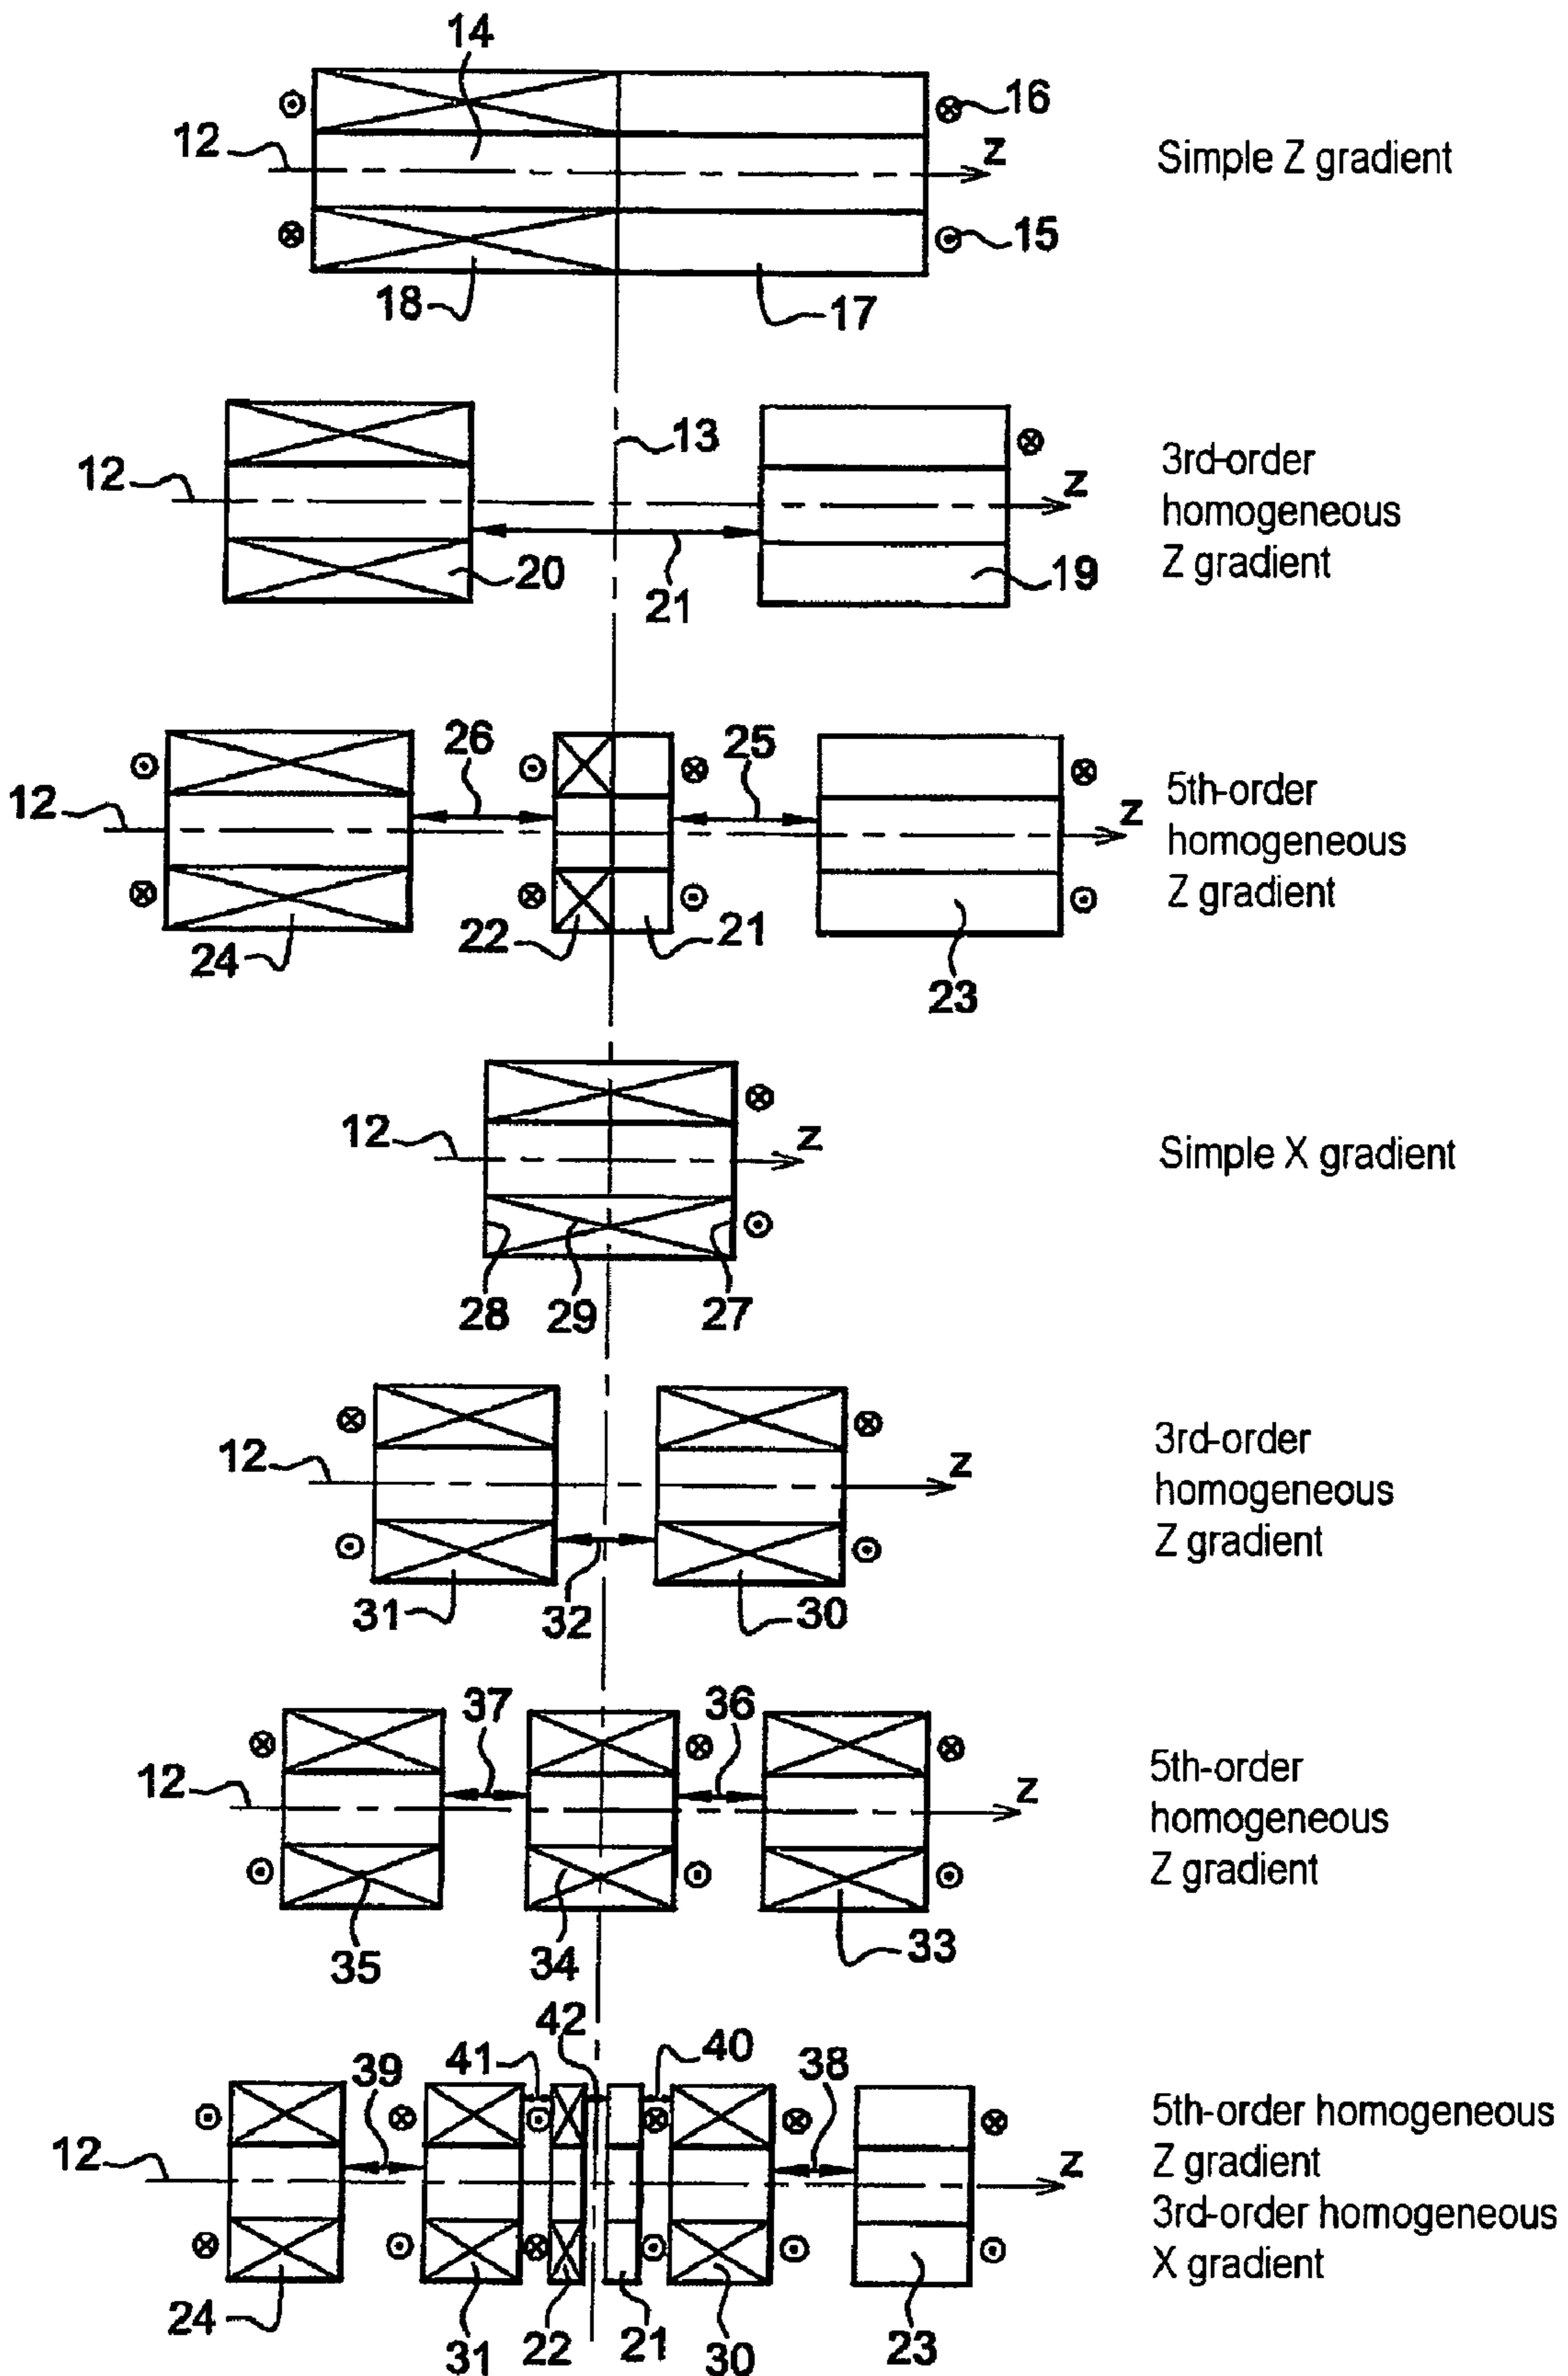 14
16
12
Z
Simple Z gradient
15
18
17
13
12
Z
3rd-order
homogeneous
Z gradient
20
21
19
26
25
12
Z
5th-order
homogeneous
Z gradient
24
22
21
23
12
Z
Simple X gradient
28
29
27
12
Z
3rd-order
homogeneous
Z gradient
31
32
30
37
36
12
Z
5th-order
homogeneous
Z gradient
35
34
33
42
39
41
40
38
12
Z
5th-order homogeneous
Z gradient
3rd-order homogeneous
X gradient
24
31
22
21
30
23